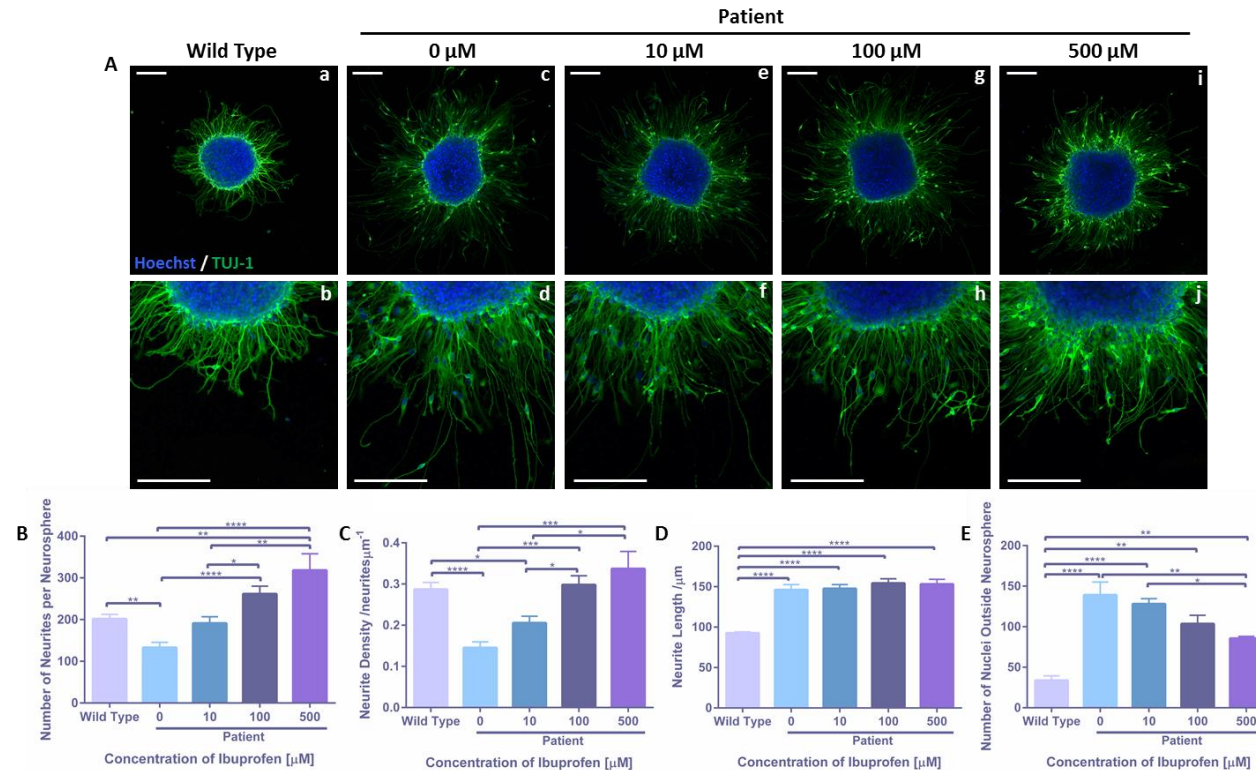 Patient
Wild Type 0 μM 10 μM 100 μM 500 μM
A
a c e g i
Hoechst / TUJ-1
b d f h j
B
Number of Neurites per Neurosphere
400
300
200
100
0
****
**
**
*
****
**
Wild Type 0 10 100 500
Patient
Concentration of Ibuprofen [μM]
C
Neurite Density /neuritesμm⁻¹
0.4
0.3
0.2
0.1
0.0
***
*
***
*
*
****
Wild Type 0 10 100 500
Patient
Concentration of Ibuprofen [μM]
D
Neurite Length /μm
200
150
100
50
0
****
****
****
****
Wild Type 0 10 100 500
Patient
Concentration of Ibuprofen [μM]
E
Number of Nuclei Outside Neurosphere
200
150
100
50
0
**
**
****
**** **
*
Wild Type 0 10 100 500
Patient
Concentration of Ibuprofen [μM]